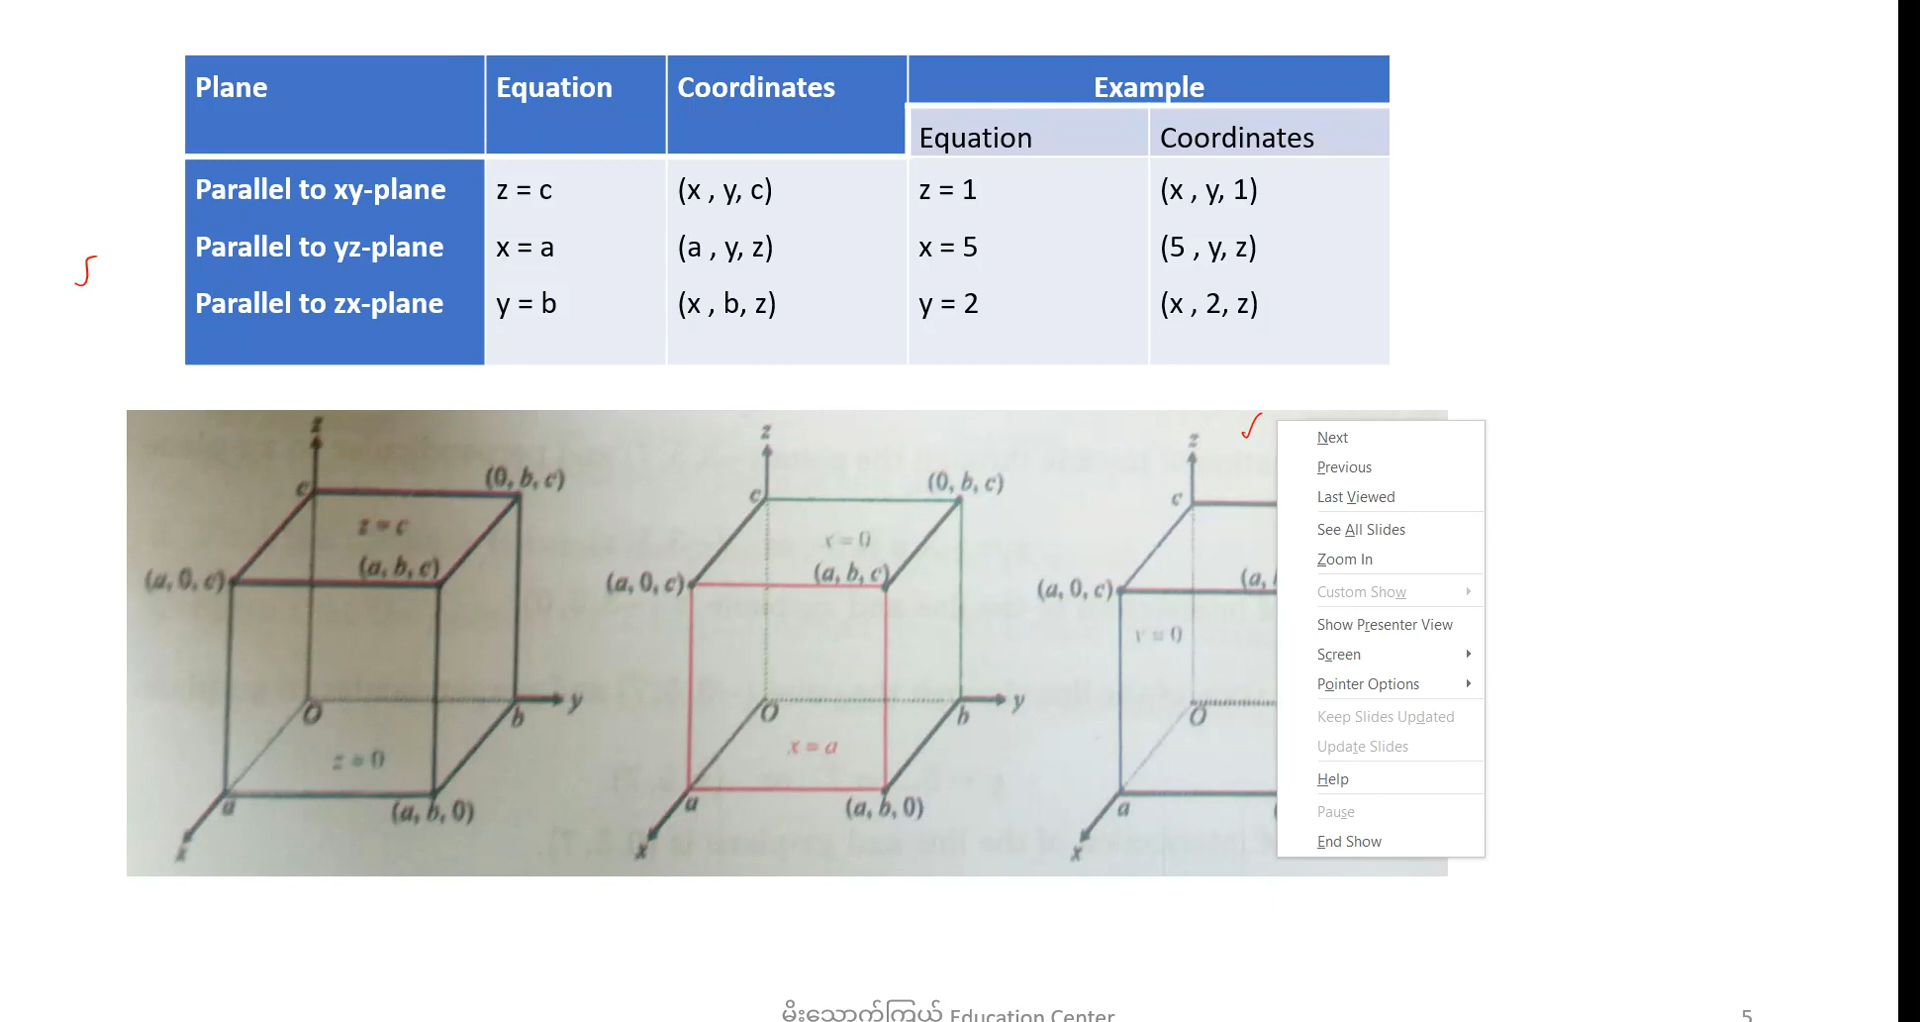 Plane Equation Coordinates Example
Equation Coordinates
Parallel to xy-plane z = c (x , y, c) z = 1 (x , y, 1)
Parallel to yz-plane x = a (a , y, z) x = 5 (5 , y, z)
Parallel to zx-plane y = b (x , b, z) y = 2 (x , 2, z)
z
c
(0, b, c)
z = c
(a, 0, c)
(a, b, c)
O
b
y
z = 0
a
(a, b, 0)
x
z
c
(0, b, c)
x = 0
(a, 0, c)
(a, b, c)
O
b
y
x = a
a
(a, b, 0)
x
z
c
(a, 0, c)
(a,
y = 0
O
a
x
Next
Previous
Last Viewed
See All Slides
Zoom In
Custom Show
Show Presenter View
Screen
Pointer Options
Keep Slides Updated
Update Slides
Help
Pause
End Show
မိုးသောက်ကြယ် Education Center
5